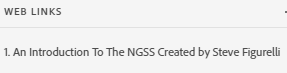 WEB LINKS
1. An Introduction To The NGSS Created by Steve Figurelli